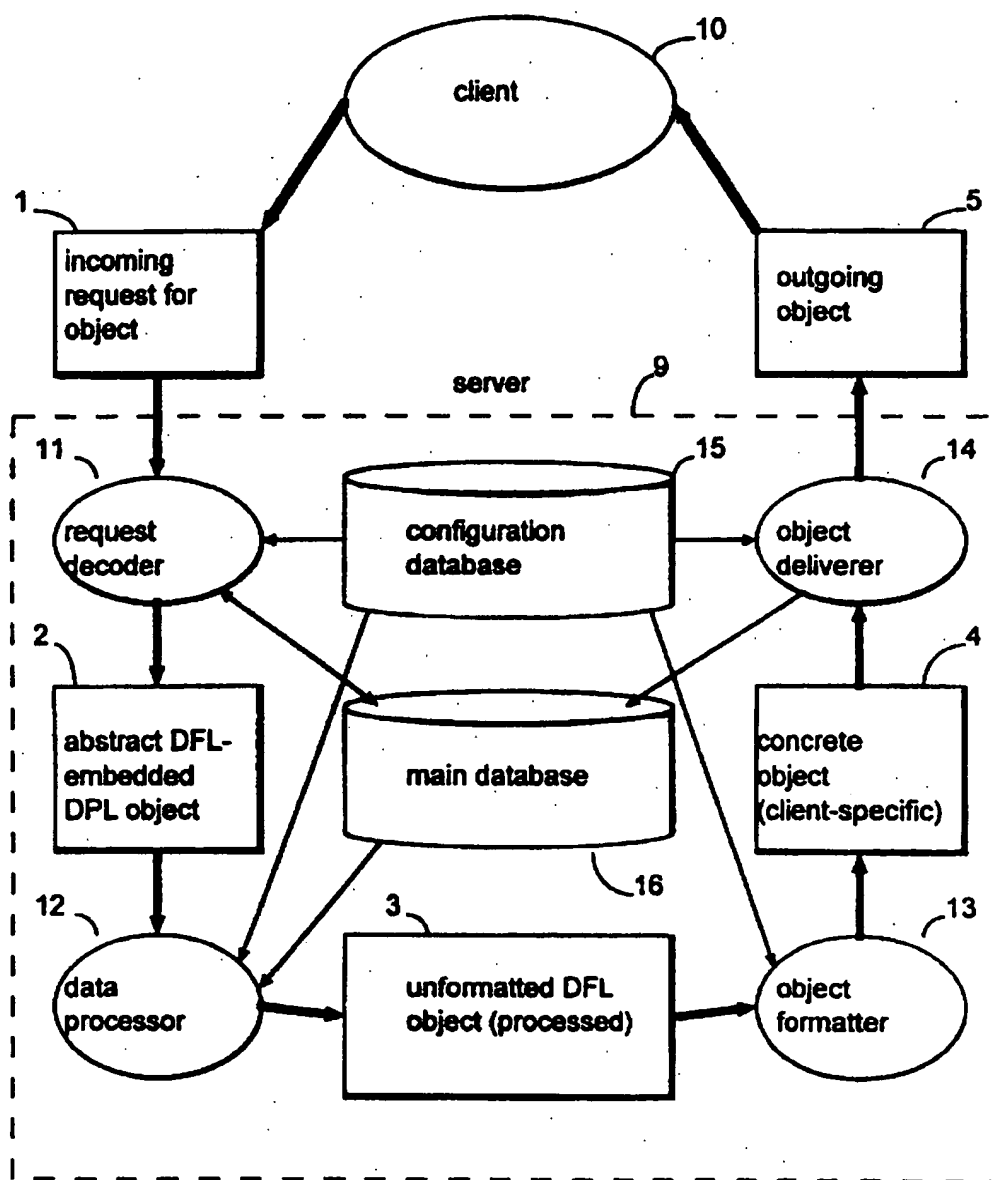 10
client
1
5
incoming
request for
object
outgoing
object
server
9
11
15
14
request
decoder
configuration
database
object
deliverer
2
4
abstract DFL-
embedded
DPL object
main database
concrete
object
(client-specific)
16
12
3
13
data
processor
unformatted DFL
object (processed)
object
formatter